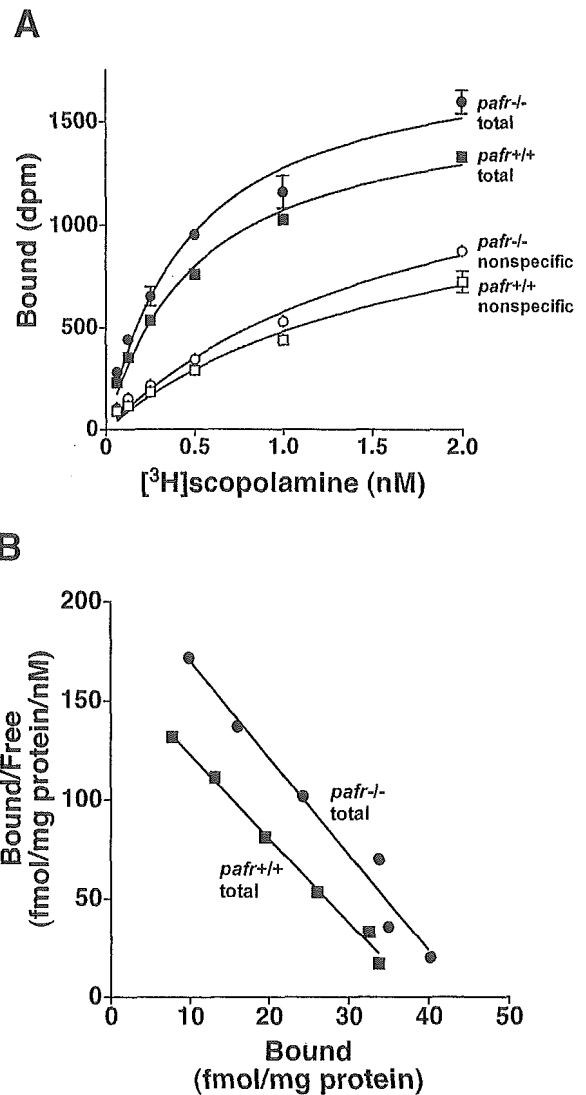 A
1500
1000
500
0
Bound (dpm)
pafr-/-
total
pafr+/+
total
pafr-/-
nonspecific
pafr+/+
nonspecific
0
0.5
1.0
1.5
2.0
[³H]scopolamine (nM)
B
200
150
100
50
0
Bound/Free
(fmol/mg protein/nM)
pafr-/-
total
pafr+/+
total
0
10
20
30
40
50
Bound
(fmol/mg protein)